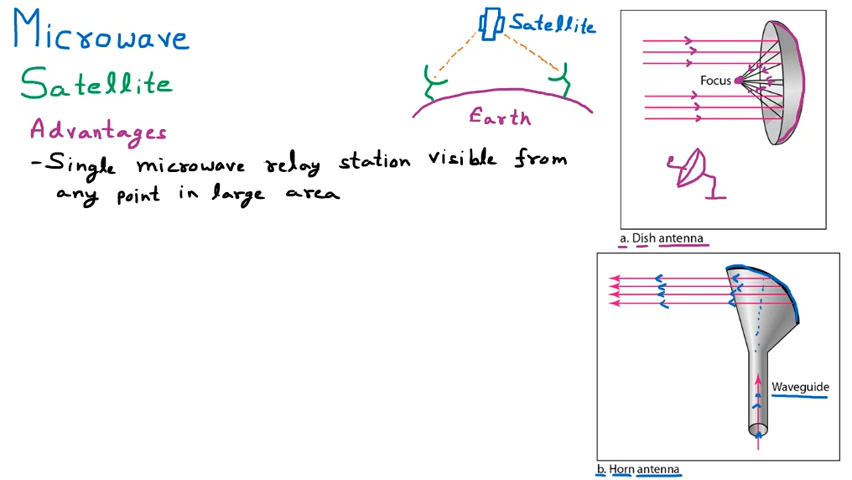 Microwave
Satellite
Advantages
-Single microwave relay station visible from
any point in large area
Satellite
Earth
Focus
a. Dish antenna
Waveguide
b. Horn antenna